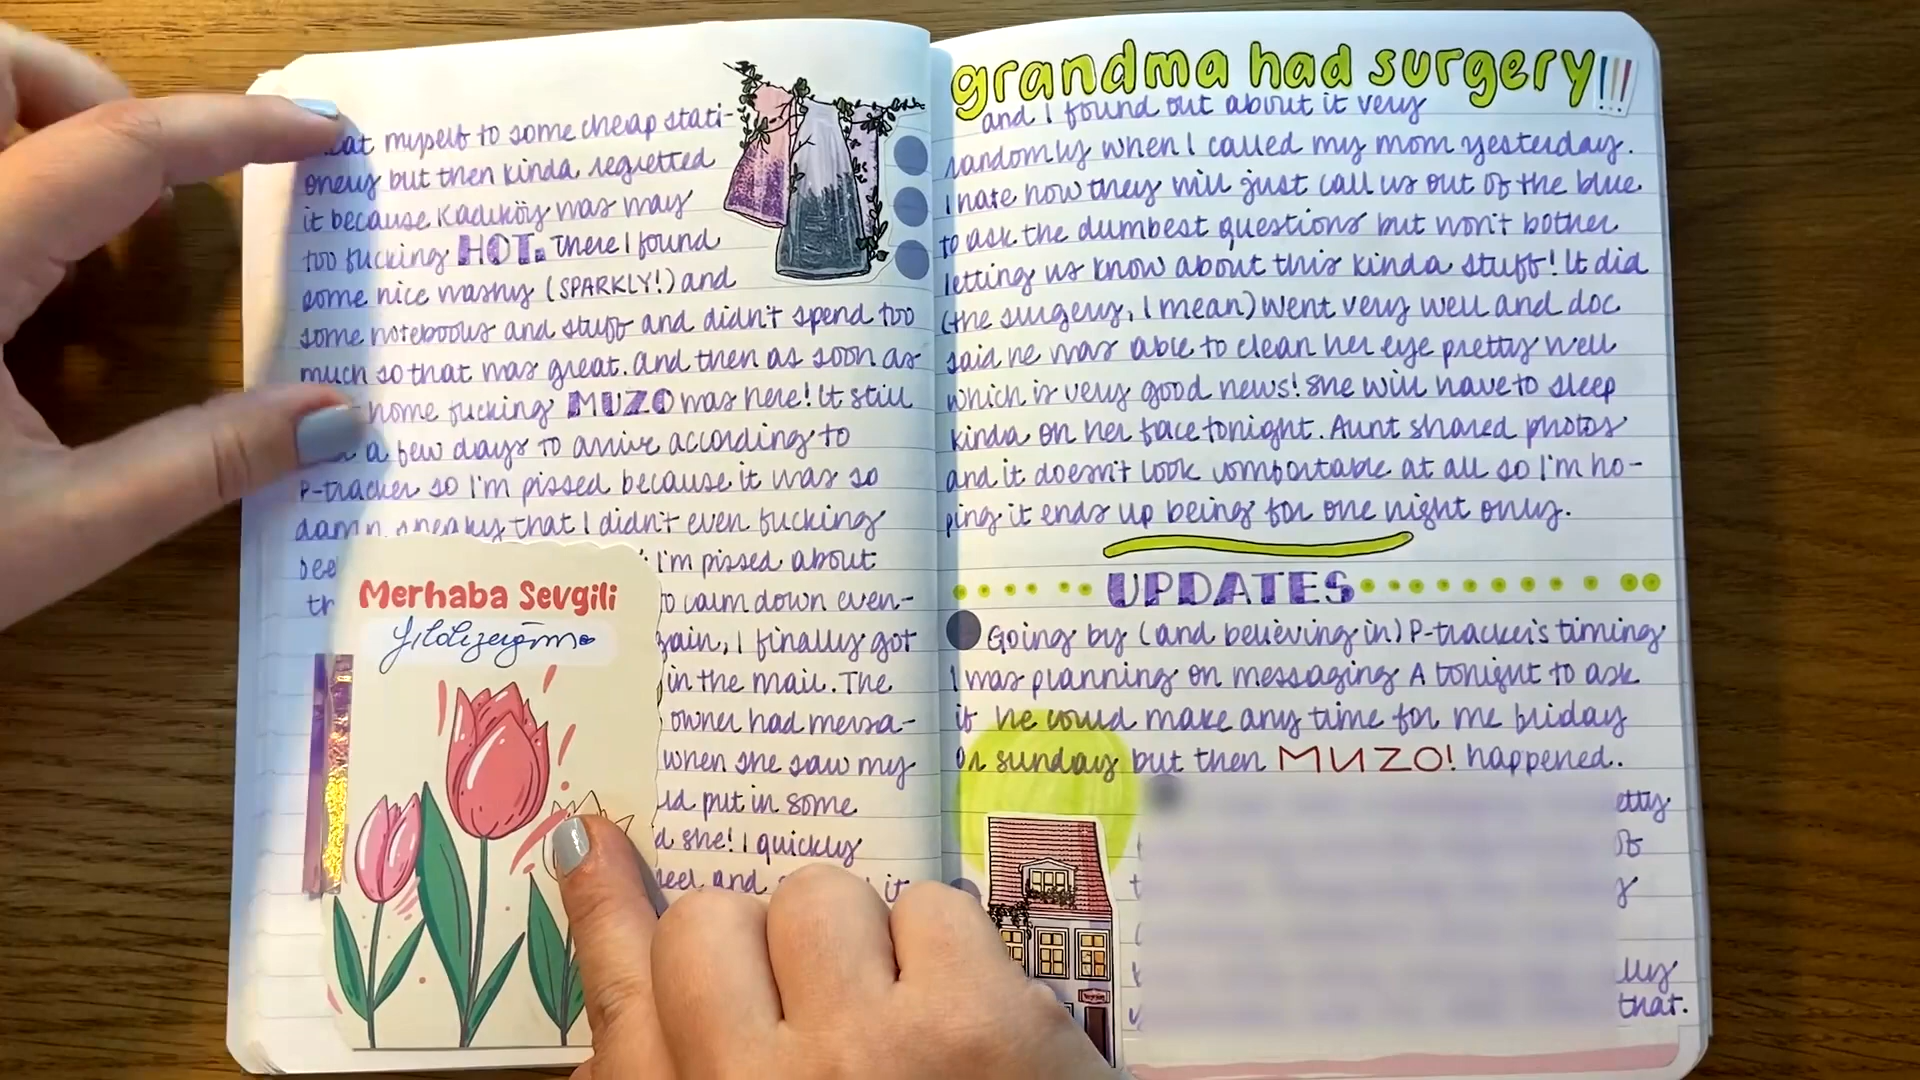 myself to some cheap stati-
onery but then kinda regretted
it because Kadıköy was way
too fucking HOT. There I found
some nice washy (SPARKLY!) and
some notebooks and stuff and didn't spend too
much so that was great. And then as soon as
home fucking MUZO was here! It still
a few days to arrive according to
P-tracker so I'm pissed because it was so
damn sneaky that I didn't even fucking
I'm pissed about
to calm down even-
I finally got
in the mail. The
owner had messa-
when she saw my
put in some
she! I quickly
and it
Merhaba Sevgili
grandma had surgery!!!
and I found out about it very
randomly when I called my mom yesterday.
I hate how they will just call us out of the blue
to ask the dumbest questions but won't bother
letting us know about this kinda stuff! It did
(the surgery, I mean) went very well and doc
said he was able to clean her eye pretty well
which is very good news! She will have to sleep
kinda on her face tonight. Aunt shared photos
and it doesn't look comfortable at all so I'm ho-
ping it ends up being for one night only.
UPDATES
Going by (and believing in) P-tracker's timing
I was planning on messaging A tonight to ask
if he could make any time for me friday
or sunday but then MUZO! happened.
that.